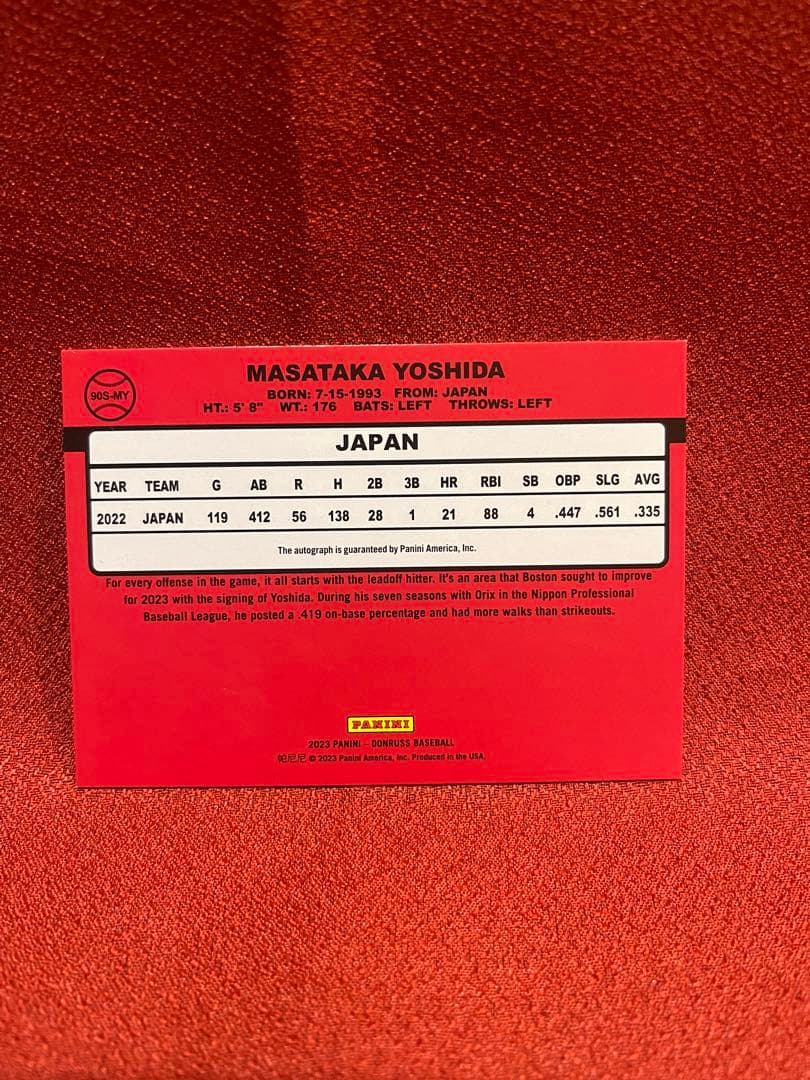 90S-MY
MASATAKA YOSHIDA
BORN: 7-15-1993 FROM: JAPAN
HT.: 5' 8" WT.: 176 BATS: LEFT THROWS: LEFT
JAPAN
YEAR TEAM G AB R H 2B 3B HR RBI SB OBP SLG AVG
2022 JAPAN 119 412 56 138 28 1 21 88 4 .447 .561 .335
The autograph is guaranteed by Panini America, Inc.
For every offense in the game, it all starts with the leadoff hitter. It's an area that Boston sought to improve
for 2023 with the signing of Yoshida. During his seven seasons with Orix in the Nippon Professional
Baseball League, he posted a .419 on-base percentage and had more walks than strikeouts.
PANINI
2023 PANINI – DONRUSS BASEBALL
帕尼尼 © 2023 Panini America, Inc. Produced in the USA.